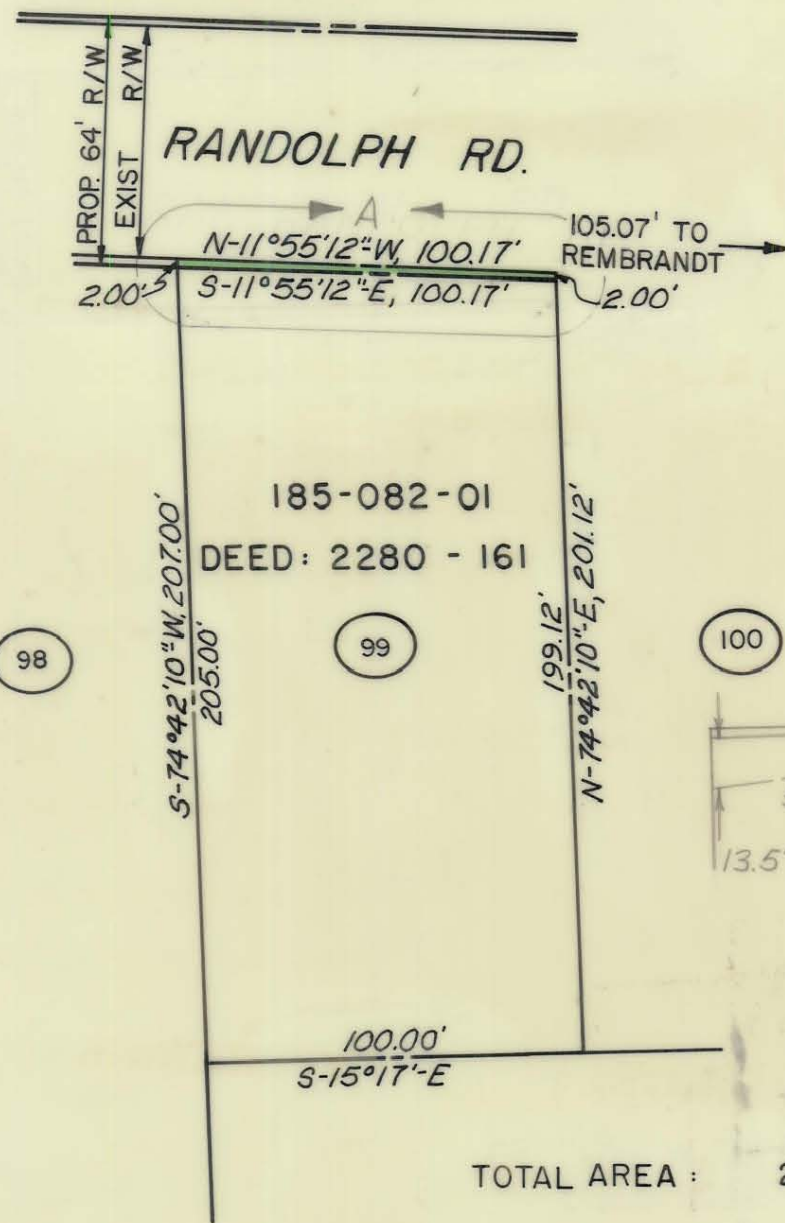 PROP. 64' R/W
EXIST R/W
RANDOLPH RD.
A
105.07' TO
REMBRANDT
N-11°55'12"-W, 100.17'
S-11°55'12"-E, 100.17'
2.00'
2.00'
185-082-01
DEED: 2280 - 161
S-74°42'10"-W, 207.00'
205.00'
199.12'
N-74°42'10"-E, 201.12'
98
99
100
13.5'
100.00'
S-15°17'-E
TOTAL AREA :